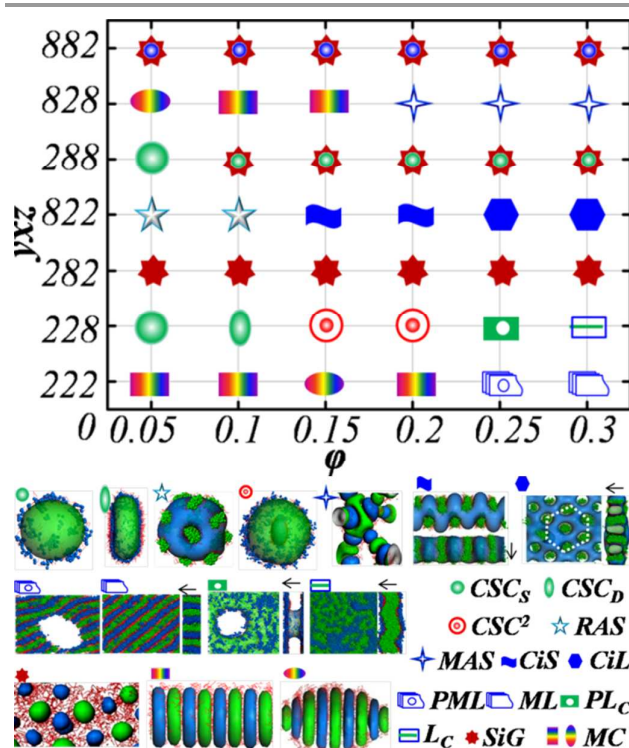 882
828
288
822
282
228
222
yxz
0 0.05 0.1 0.15 0.2 0.25 0.3
φ
CSC_S CSC_D
CSC² RAS
MAS CiS CiL
PML ML PL_C
L_C SiG MC